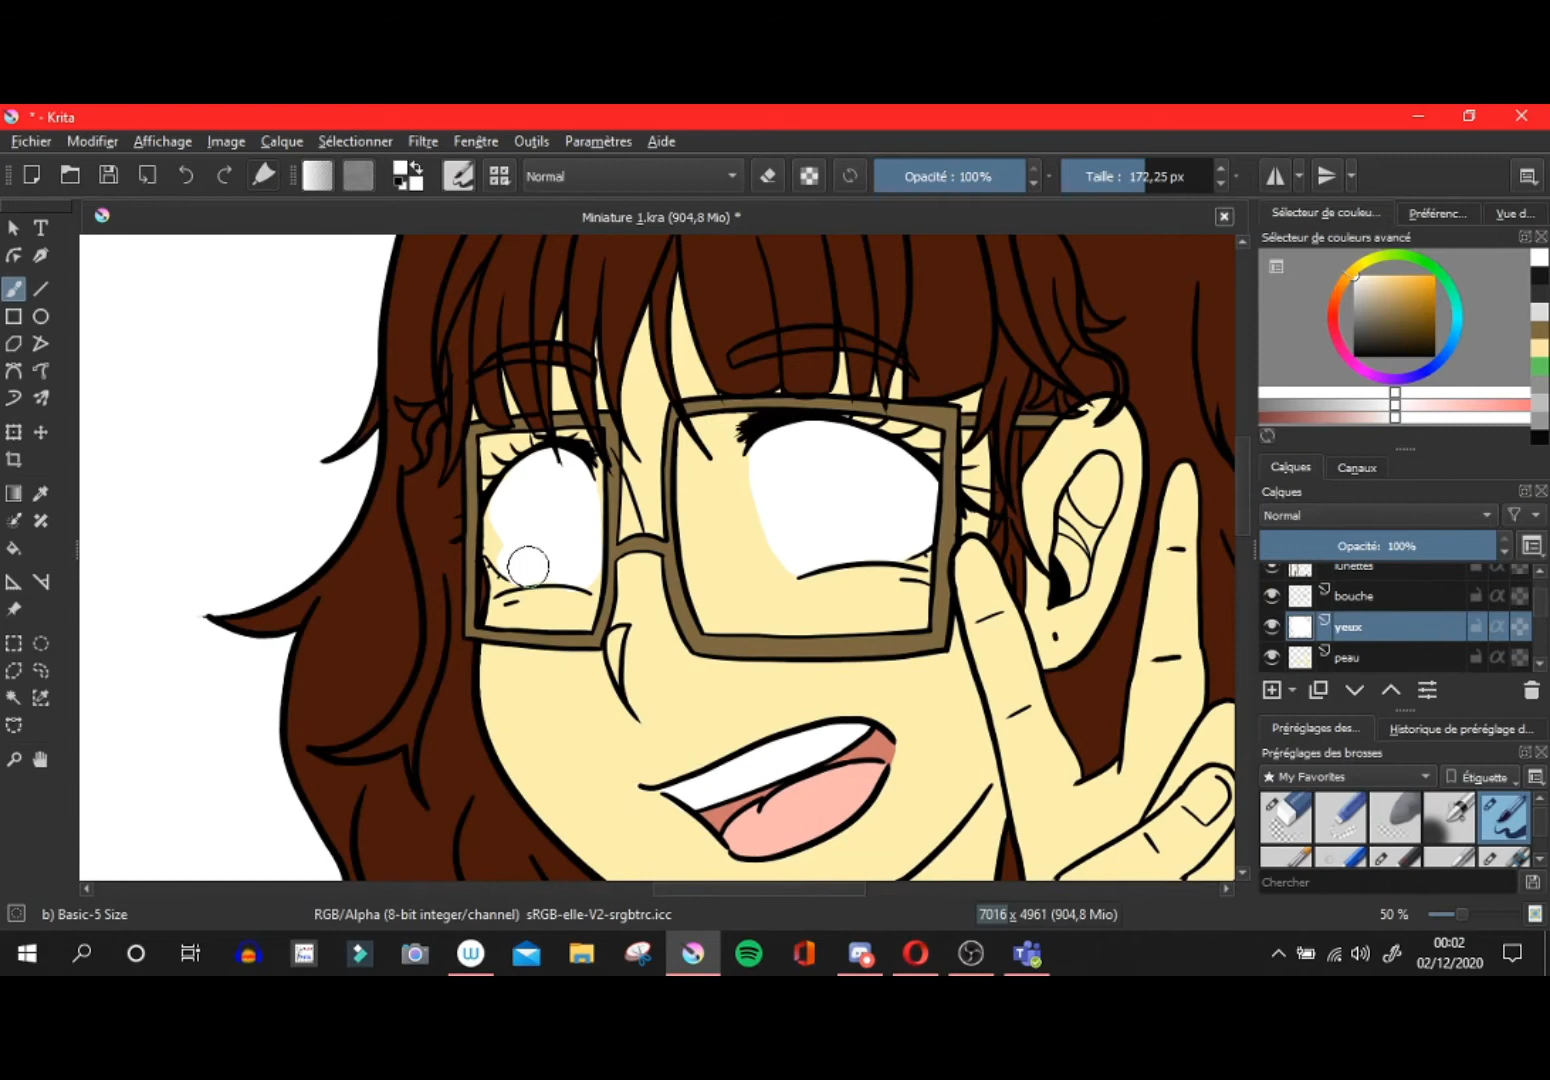 * - Krita
Fichier Modifier Affichage Image Calque Sélectionner Filtre Fenêtre Outils Paramètres Aide
Normal Opacité : 100% Taille : 172,25 px
Miniature 1.kra (904,8 Mio) *
Sélecteur de couleu... Préférenc... Vue d...
Sélecteur de couleurs avancé
Calques Canaux
Calques
Normal
Opacité: 100%
lunettes
bouche
yeux
peau
Préréglages des... Historique de préréglage d...
Préréglages des brosses
★ My Favorites Étiquette
Chercher
b) Basic-5 Size RGB/Alpha (8-bit integer/channel) sRGB-elle-V2-srgbtrc.icc 7016 x 4961 (904,8 Mio) 50 %
00:02
02/12/2020